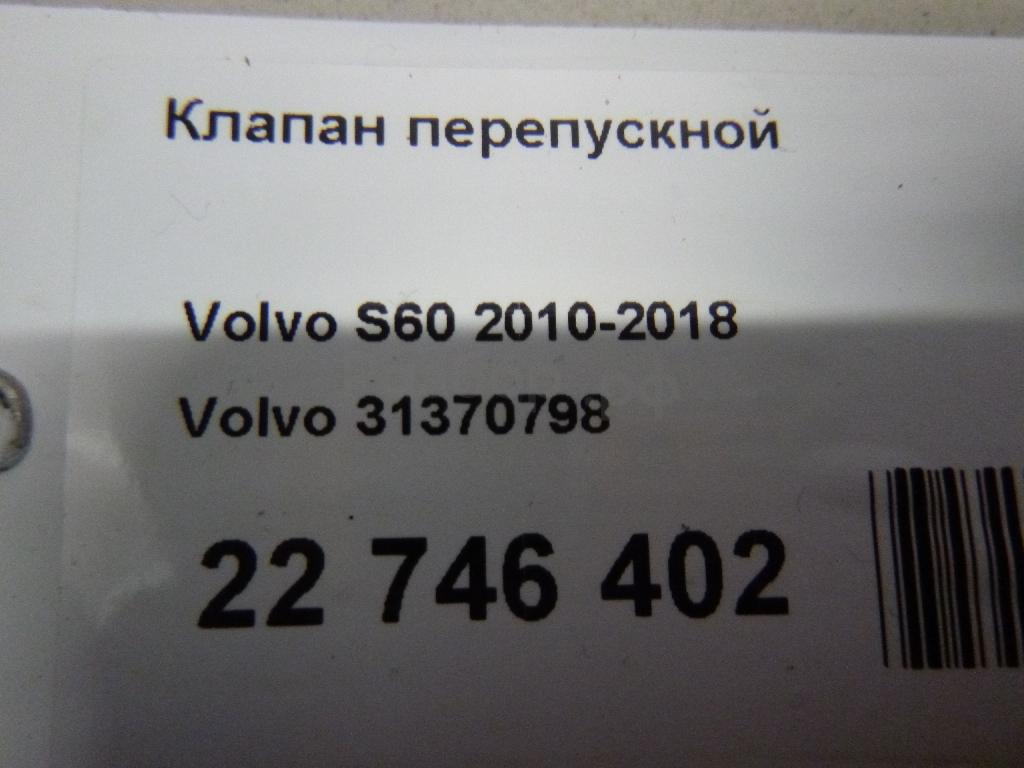 Клапан перепускной
Volvo S60 2010-2018
Volvo 31370798
22 746 402